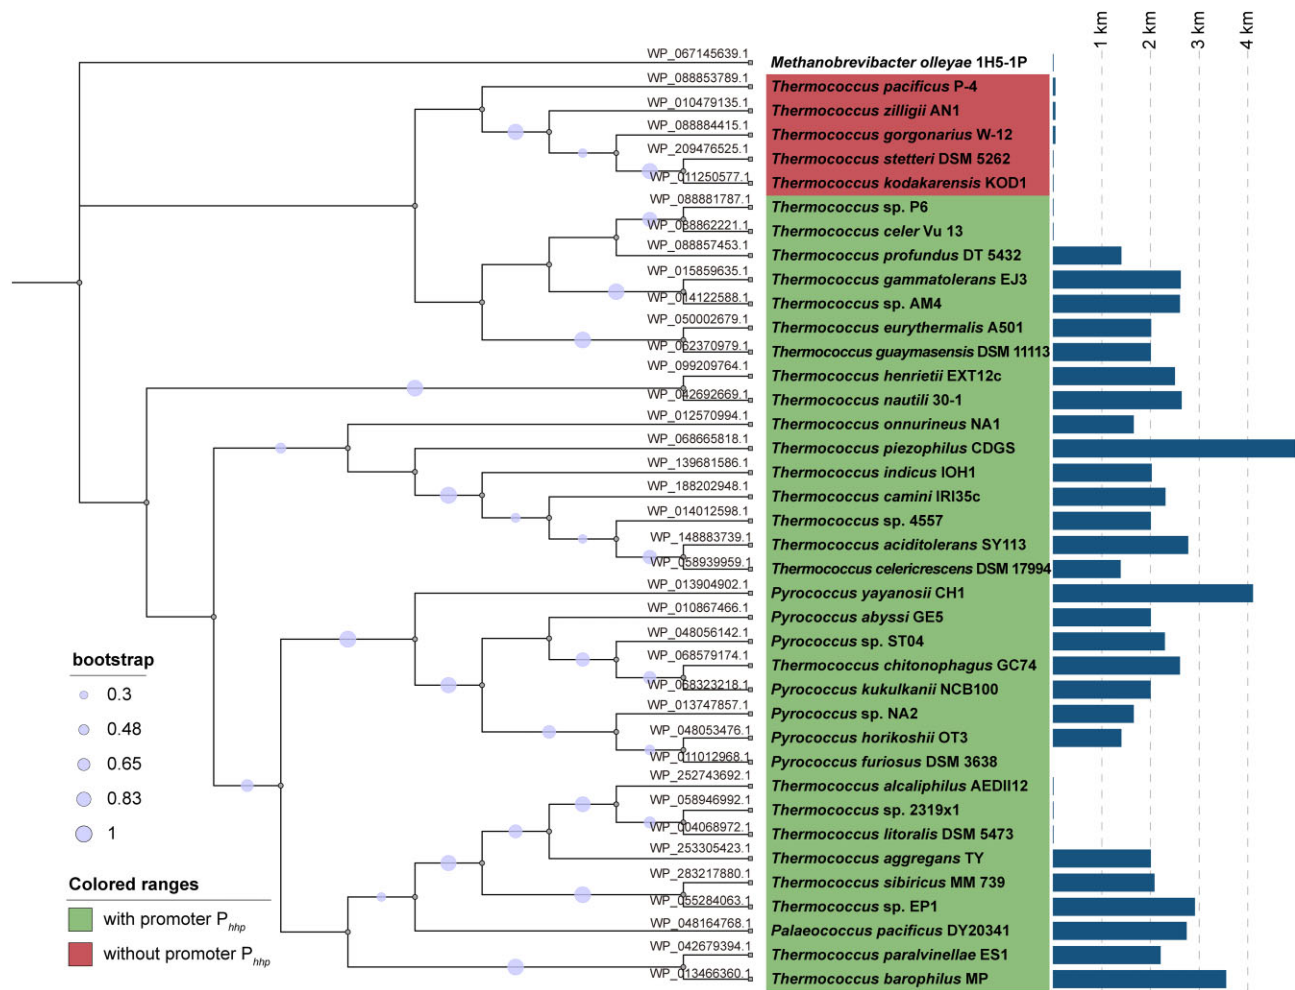 1 km
2 km
3 km
4 km
WP_067145639.1 Methanobrevibacter olleyae 1H5-1P
WP_088853789.1 Thermococcus pacificus P-4
WP_010479135.1 Thermococcus zilligii AN1
WP_088884415.1 Thermococcus gorgonarius W-12
WP_209476525.1 Thermococcus stetteri DSM 5262
WP_011250577.1 Thermococcus kodakarensis KOD1
WP_088881787.1 Thermococcus sp. P6
WP_088862221.1 Thermococcus celer Vu 13
WP_088857453.1 Thermococcus profundus DT 5432
WP_015859635.1 Thermococcus gammatolerans EJ3
WP_014122588.1 Thermococcus sp. AM4
WP_050002679.1 Thermococcus eurythermalis A501
WP_062370979.1 Thermococcus guaymasensis DSM 11113
WP_099209764.1 Thermococcus henrietii EXT12c
WP_042692669.1 Thermococcus nautili 30-1
WP_012570994.1 Thermococcus onnurineus NA1
WP_068665818.1 Thermococcus piezophilus CDGS
WP_139681586.1 Thermococcus indicus IOH1
WP_188202948.1 Thermococcus camini IRI35c
WP_014012598.1 Thermococcus sp. 4557
WP_148883739.1 Thermococcus aciditolerans SY113
WP_058939959.1 Thermococcus celericrescens DSM 17994
WP_013904902.1 Pyrococcus yayanosii CH1
WP_010867466.1 Pyrococcus abyssi GE5
WP_048056142.1 Pyrococcus sp. ST04
WP_068579174.1 Thermococcus chitonophagus GC74
WP_068323218.1 Pyrococcus kukulkanii NCB100
WP_013747857.1 Pyrococcus sp. NA2
WP_048053476.1 Pyrococcus horikoshii OT3
WP_011012968.1 Pyrococcus furiosus DSM 3638
WP_252743692.1 Thermococcus alcaliphilus AEDII12
WP_058946992.1 Thermococcus sp. 2319x1
WP_004068972.1 Thermococcus litoralis DSM 5473
WP_253305423.1 Thermococcus aggregans TY
WP_283217880.1 Thermococcus sibiricus MM 739
WP_055284063.1 Thermococcus sp. EP1
WP_048164768.1 Palaeococcus pacificus DY20341
WP_042679394.1 Thermococcus paralvinellae ES1
WP_013466360.1 Thermococcus barophilus MP
bootstrap
0.3
0.48
0.65
0.83
1
Colored ranges
with promoter Phhp
without promoter Phhp